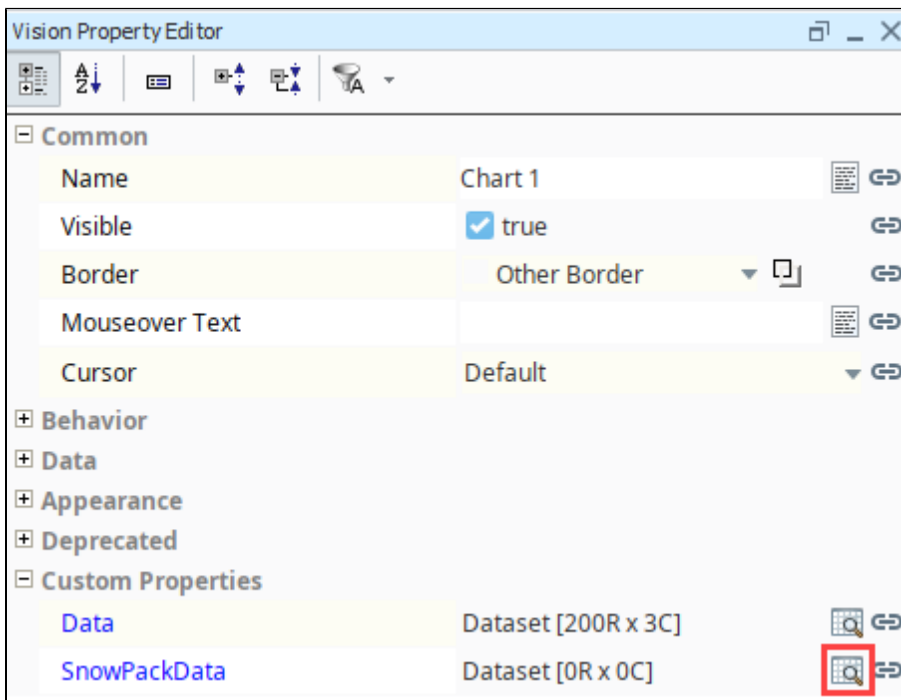 Vision Property Editor
Common
Name Chart 1
Visible true
Border Other Border
Mouseover Text
Cursor Default
Behavior
Data
Appearance
Deprecated
Custom Properties
Data Dataset [200R x 3C]
SnowPackData Dataset [0R x 0C]